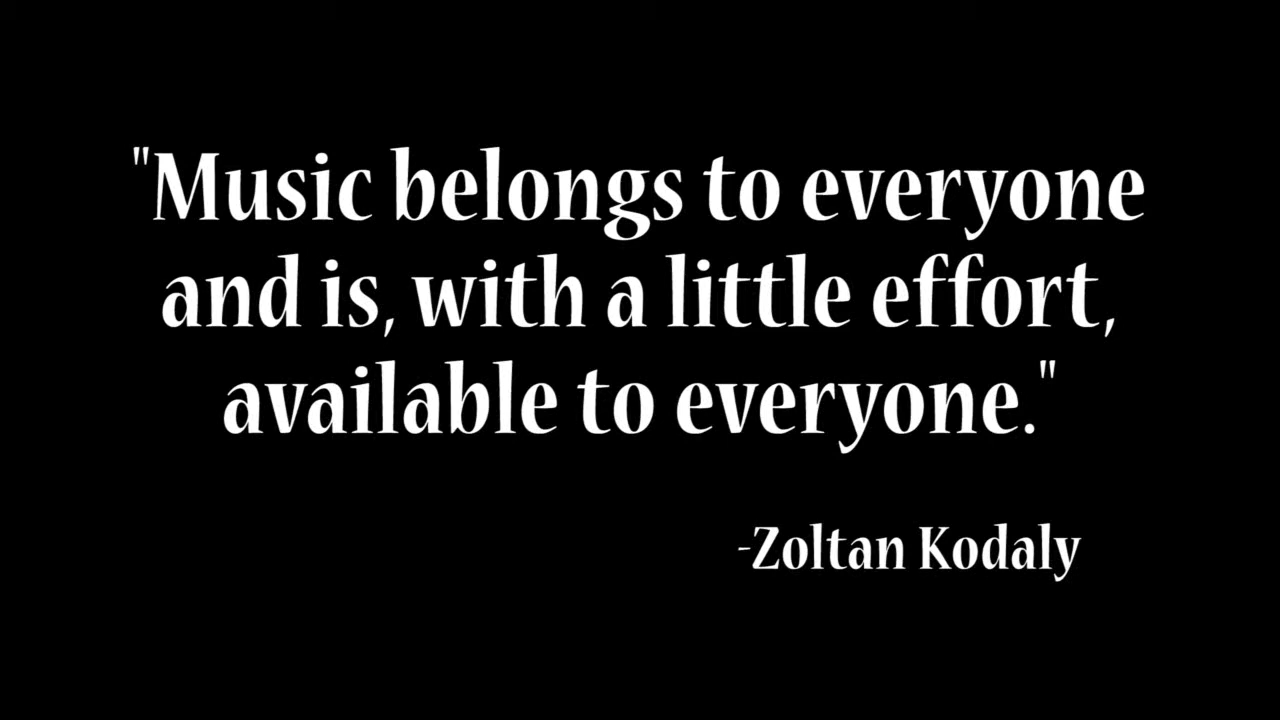 "Music belongs to everyone
and is, with a little effort,
available to everyone."
-Zoltan Kodaly